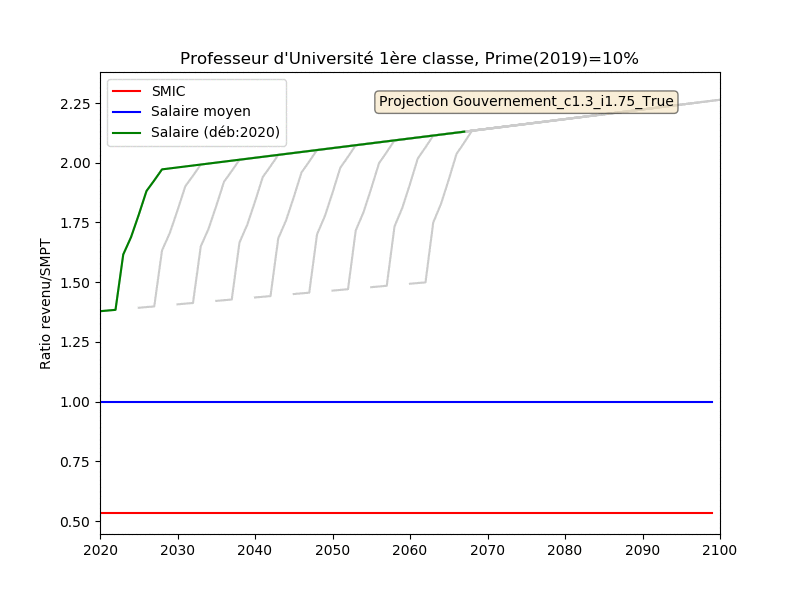 Professeur d'Université 1ère classe, Prime(2019)=10%
SMIC
Salaire moyen
Salaire (déb:2020)
Projection Gouvernement_c1.3_i1.75_True
Ratio revenu/SMPT
2.25
2.00
1.75
1.50
1.25
1.00
0.75
0.50
2020 2030 2040 2050 2060 2070 2080 2090 2100